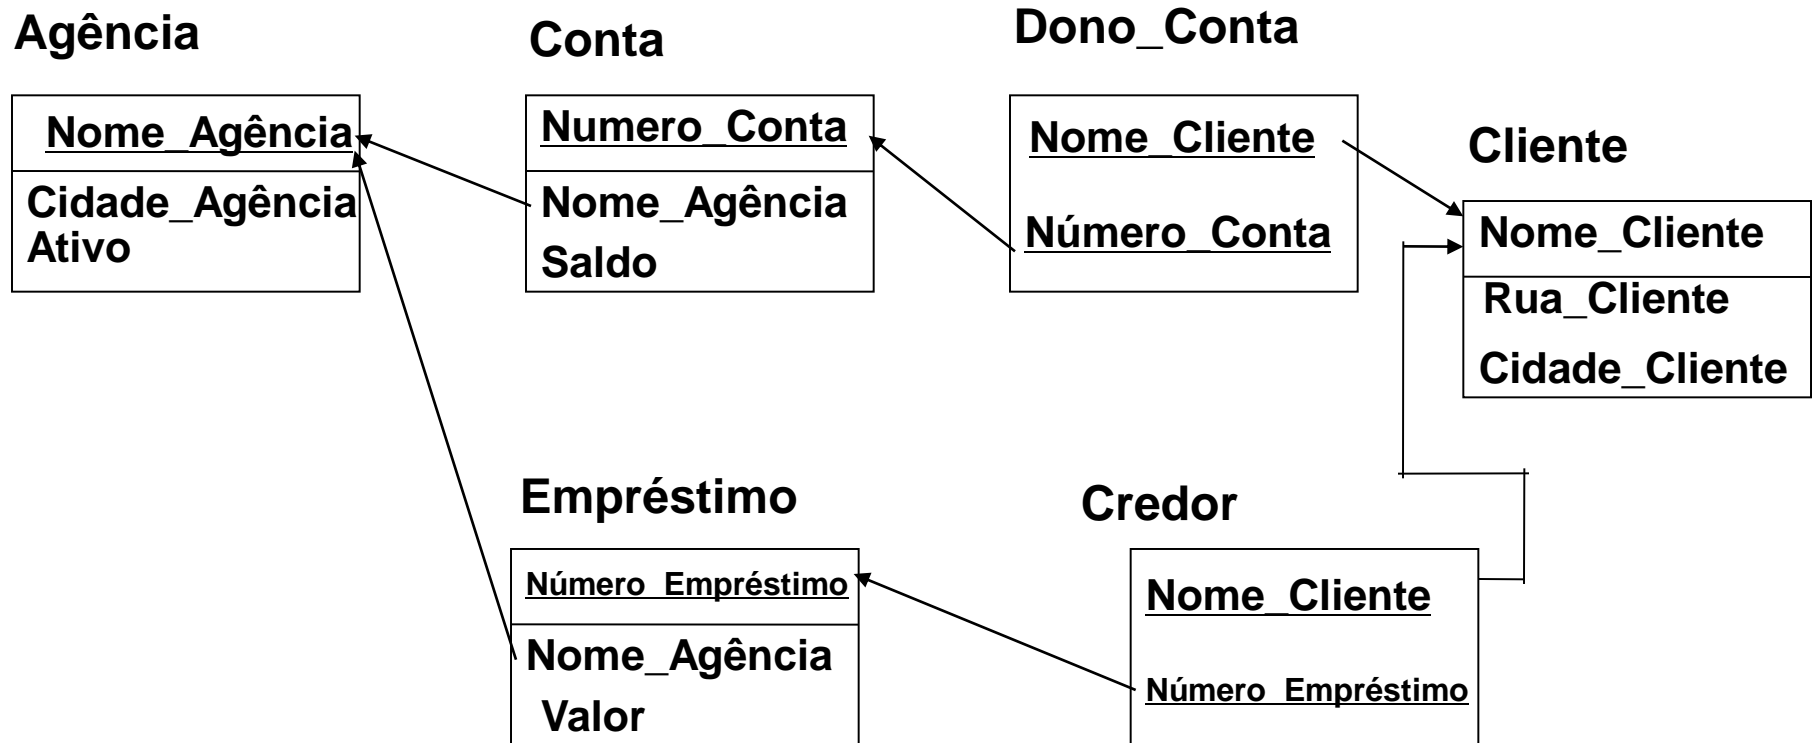 Agência
Nome_Agência
Cidade_Agência
Ativo
Conta
Numero_Conta
Nome_Agência
Saldo
Dono_Conta
Nome_Cliente
Número_Conta
Cliente
Nome_Cliente
Rua_Cliente
Cidade_Cliente
Empréstimo
Número_Empréstimo
Nome_Agência
Valor
Credor
Nome_Cliente
Número_Empréstimo